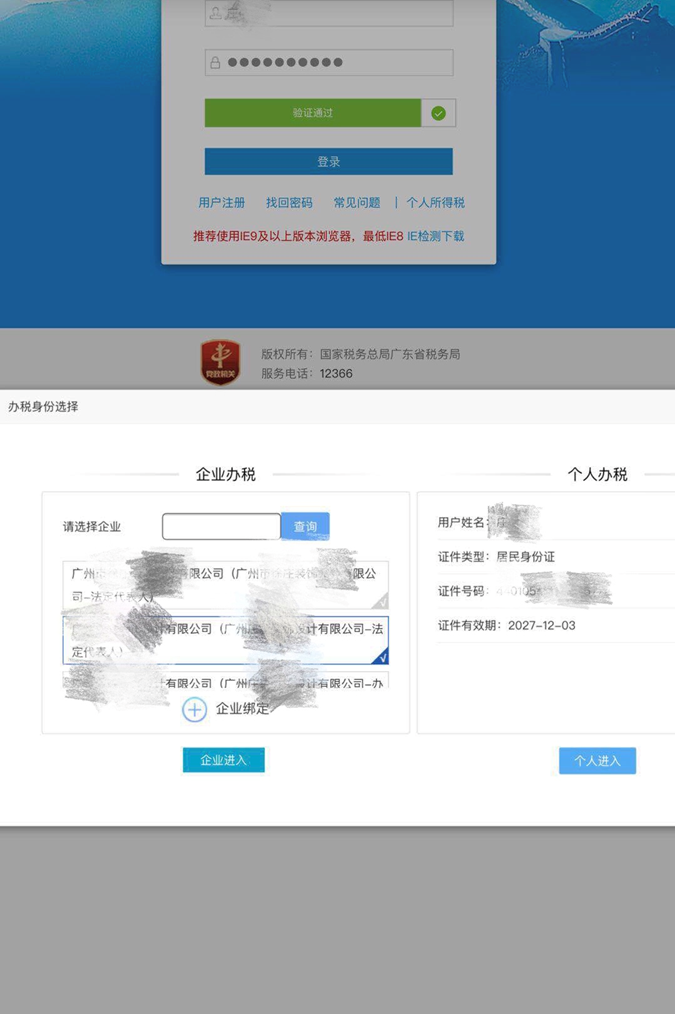 验证通过
登录
用户注册 找回密码 常见问题 | 个人所得税
推荐使用IE9及以上版本浏览器，最低IE8 IE检测下载
党政机关
版权所有：国家税务总局广东省税务局
服务电话：12366
办税身份选择
企业办税
请选择企业 查询
广州 有限公司（广州市 限公
司-法定代表人）
计有限公司（广州 设计有限公司-法
定代表人）
计有限公司（广州 设计有限公司-办
企业绑定
企业进入
个人办税
用户姓名：
证件类型：居民身份证
证件号码：
证件有效期：2027-12-03
个人进入